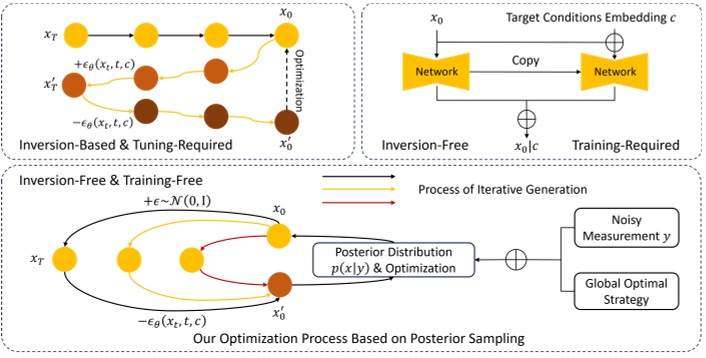 x_0
x_T
+ϵ_θ(x_t, t, c)
x'_T
Optimization
−ϵ_θ(x_t, t, c)
x'_0
Inversion-Based & Tuning-Required
x_0
Target Conditions Embedding c
Network
Copy
Network
Inversion-Free
x_0|c
Training-Required
Inversion-Free & Training-Free
Process of Iterative Generation
+ϵ~𝒩(0,I)
x_0
x_T
Posterior Distribution
p(x|y) & Optimization
Noisy
Measurement y
Global Optimal
Strategy
x'_0
−ϵ_θ(x_t, t, c)
Our Optimization Process Based on Posterior Sampling